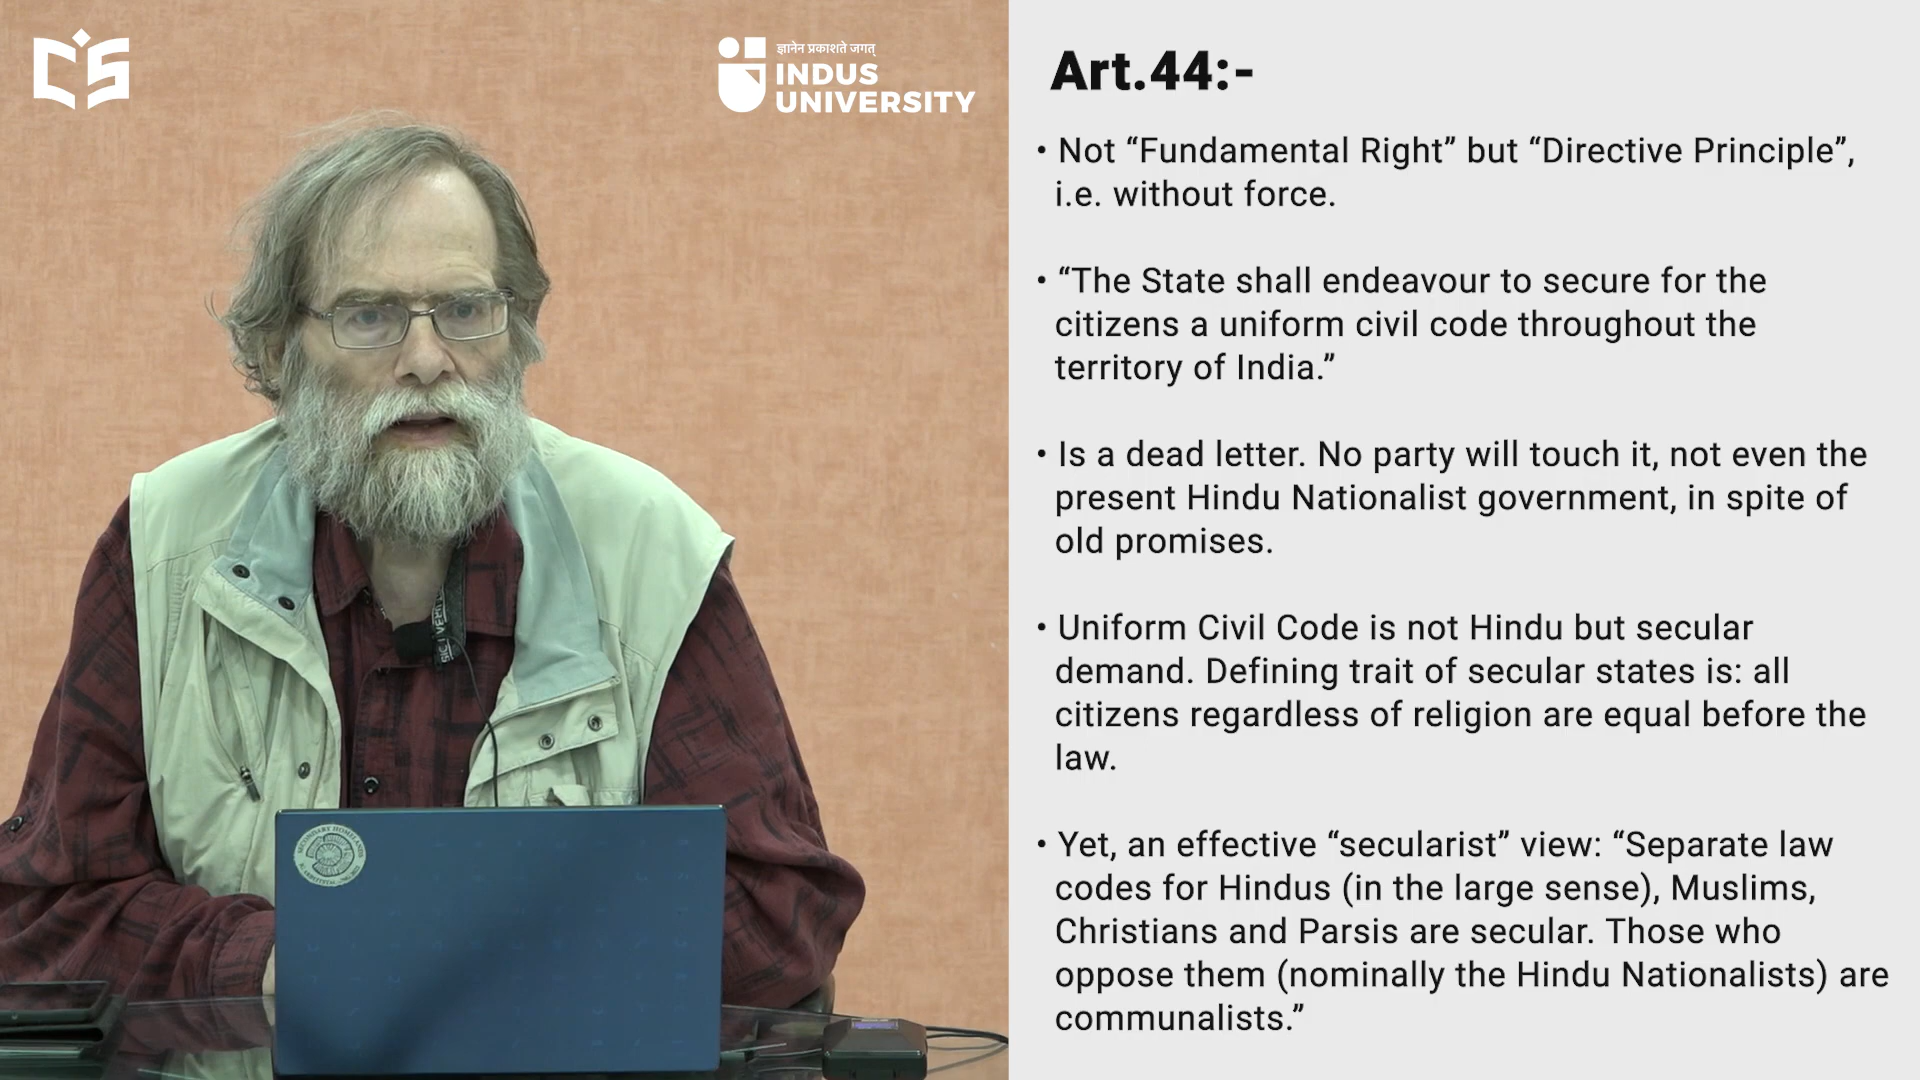 CIS
ज्ञानेन प्रकाशते जगत्
INDUS
UNIVERSITY
Art.44:-
• Not “Fundamental Right” but “Directive Principle”,
i.e. without force.
• “The State shall endeavour to secure for the
citizens a uniform civil code throughout the
territory of India.”
• Is a dead letter. No party will touch it, not even the
present Hindu Nationalist government, in spite of
old promises.
• Uniform Civil Code is not Hindu but secular
demand. Defining trait of secular states is: all
citizens regardless of religion are equal before the
law.
• Yet, an effective “secularist” view: “Separate law
codes for Hindus (in the large sense), Muslims,
Christians and Parsis are secular. Those who
oppose them (nominally the Hindu Nationalists) are
communalists.”